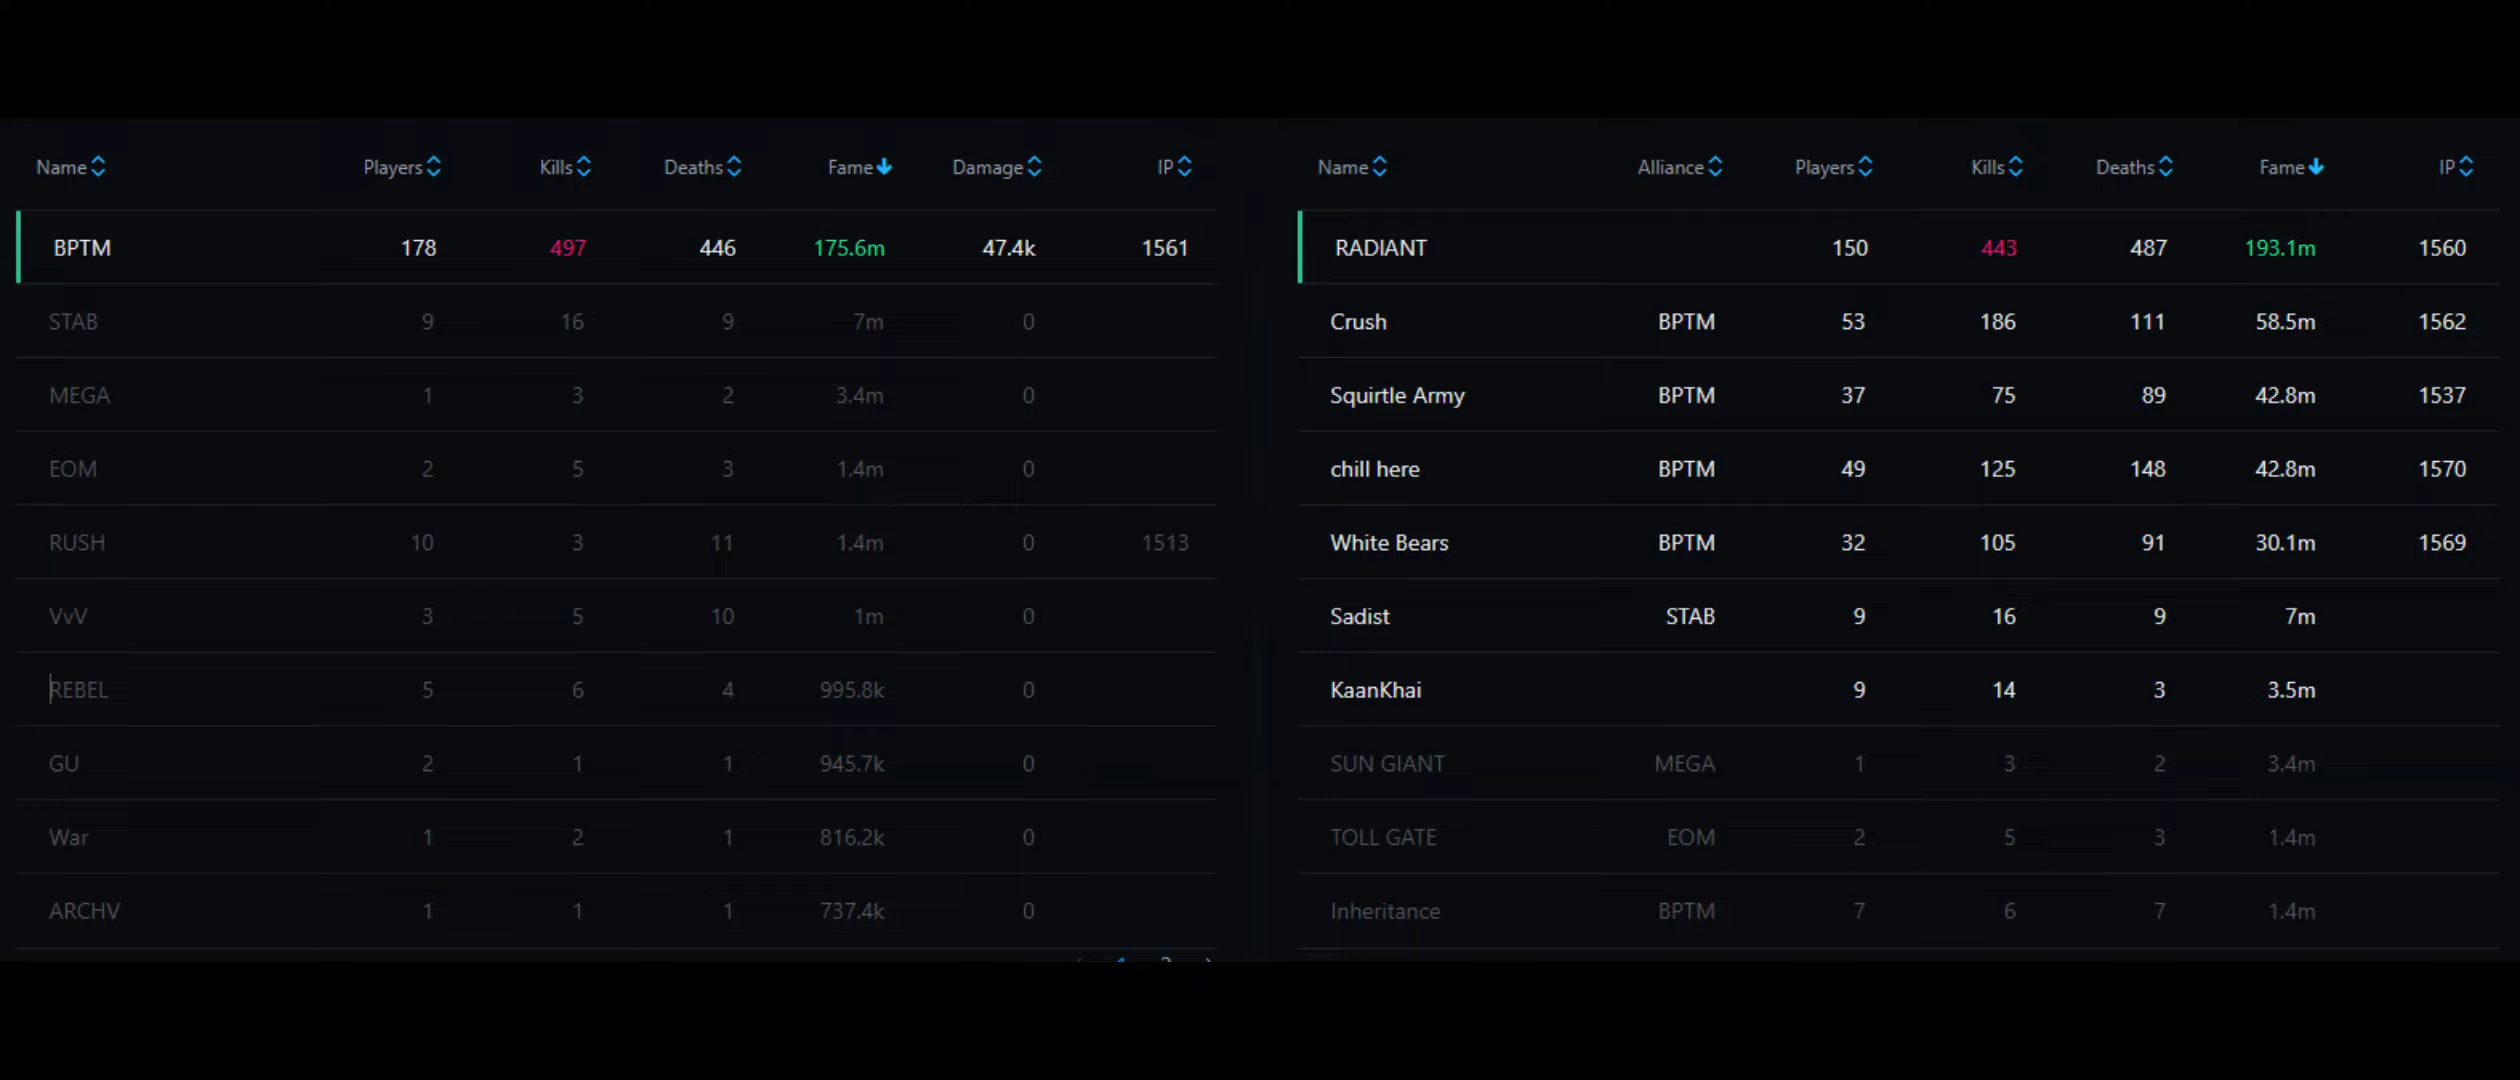 Name Players Kills Deaths Fame Damage IP
BPTM 178 497 446 175.6m 47.4k 1561
STAB 9 16 9 7m 0
MEGA 1 3 2 3.4m 0
EOM 2 5 3 1.4m 0
RUSH 10 3 11 1.4m 0 1513
VvV 3 5 10 1m 0
REBEL 5 6 4 995.8k 0
GU 2 1 1 945.7k 0
War 1 2 1 816.2k 0
ARCHV 1 1 1 737.4k 0
Name Alliance Players Kills Deaths Fame IP
RADIANT 150 443 487 193.1m 1560
Crush BPTM 53 186 111 58.5m 1562
Squirtle Army BPTM 37 75 89 42.8m 1537
chill here BPTM 49 125 148 42.8m 1570
White Bears BPTM 32 105 91 30.1m 1569
Sadist STAB 9 16 9 7m
KaanKhai 9 14 3 3.5m
SUN GIANT MEGA 1 3 2 3.4m
TOLL GATE EOM 2 5 3 1.4m
Inheritance BPTM 7 6 7 1.4m